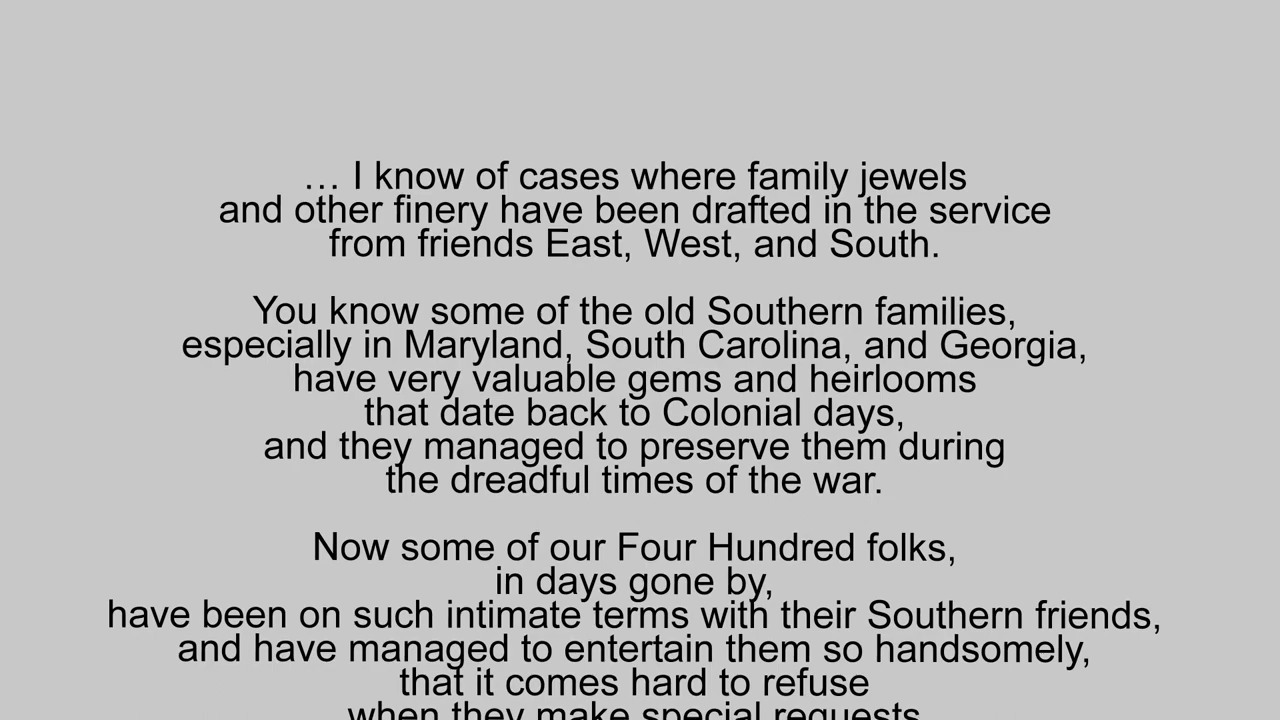 … I know of cases where family jewels
and other finery have been drafted in the service
from friends East, West, and South.
You know some of the old Southern families,
especially in Maryland, South Carolina, and Georgia,
have very valuable gems and heirlooms
that date back to Colonial days,
and they managed to preserve them during
the dreadful times of the war.
Now some of our Four Hundred folks,
in days gone by,
have been on such intimate terms with their Southern friends,
and have managed to entertain them so handsomely,
that it comes hard to refuse
when they make special requests